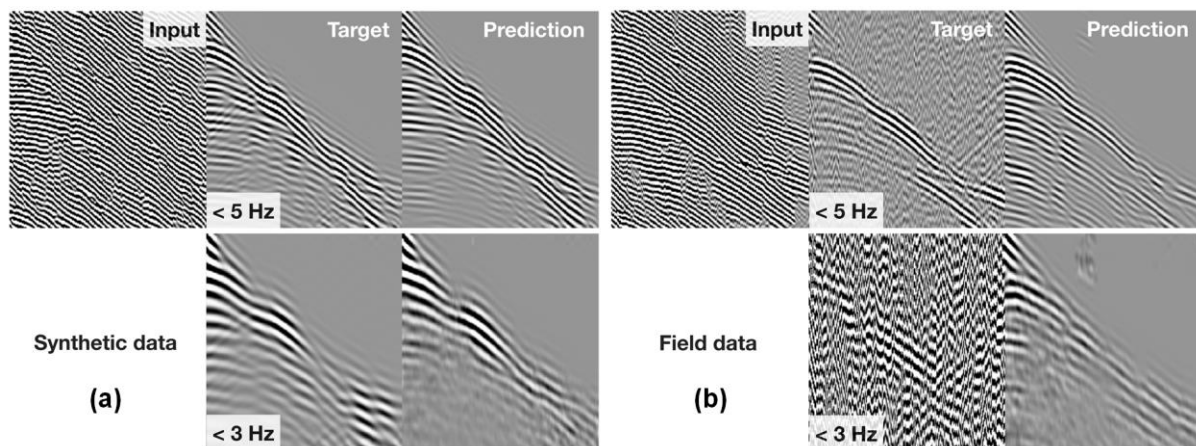 Input Target Prediction Input Target Prediction
< 5 Hz < 5 Hz
Synthetic data Field data
(a) (b)
< 3 Hz < 3 Hz